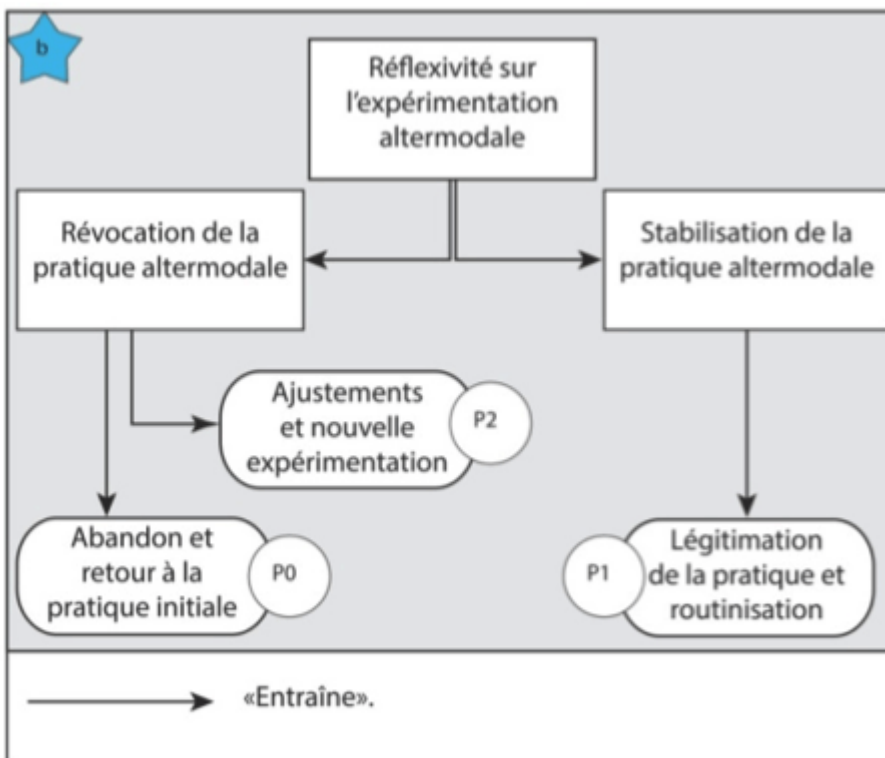 b
Réflexivité sur
l'expérimentation
altermodale
Révocation de la
pratique altermodale
Stabilisation de la
pratique altermodale
Ajustements
et nouvelle
expérimentation
P2
Abandon et
retour à la
pratique initiale
P0
P1
Légitimation
de la pratique et
routinisation
«Entraîne».